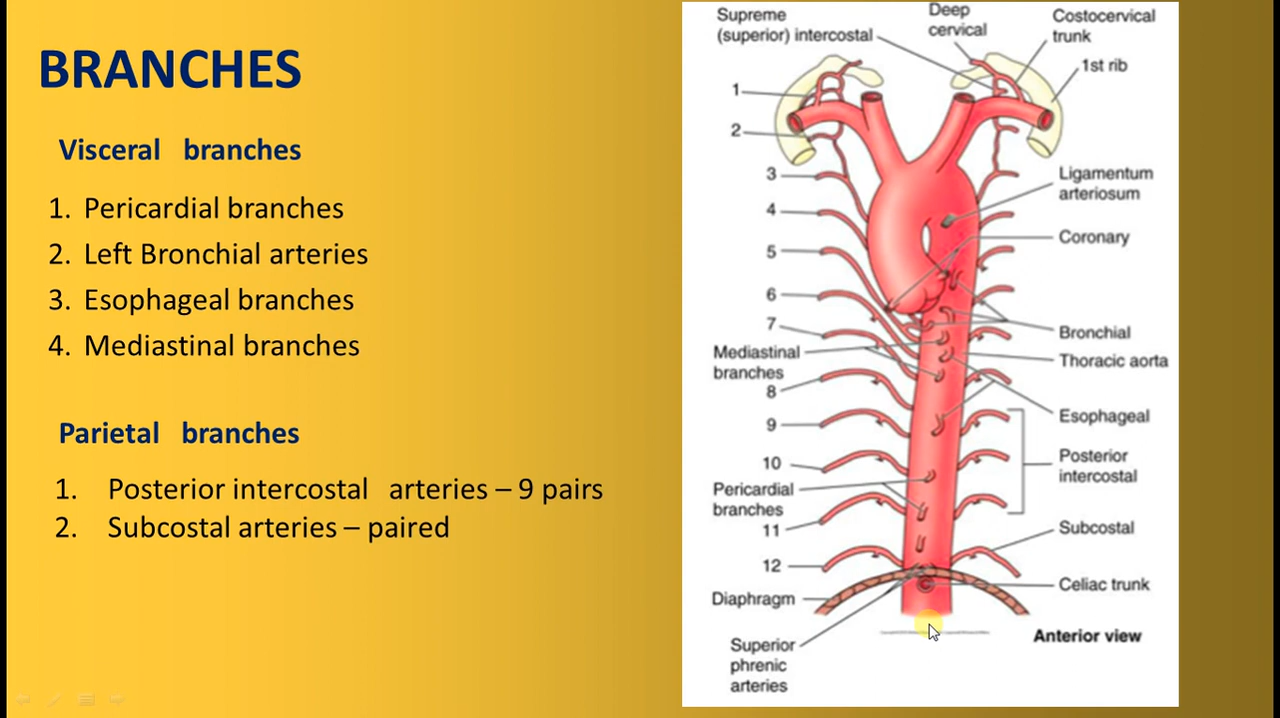 BRANCHES
Visceral branches
1. Pericardial branches
2. Left Bronchial arteries
3. Esophageal branches
4. Mediastinal branches
Parietal branches
1. Posterior intercostal arteries – 9 pairs
2. Subcostal arteries – paired
Supreme
(superior) intercostal
Deep
cervical
Costocervical
trunk
1st rib
1
2
3
4
5
6
7
Mediastinal
branches
8
9
10
Pericardial
branches
11
12
Diaphragm
Superior
phrenic
arteries
Ligamentum
arteriosum
Coronary
Bronchial
Thoracic aorta
Esophageal
Posterior
intercostal
Subcostal
Celiac trunk
Anterior view